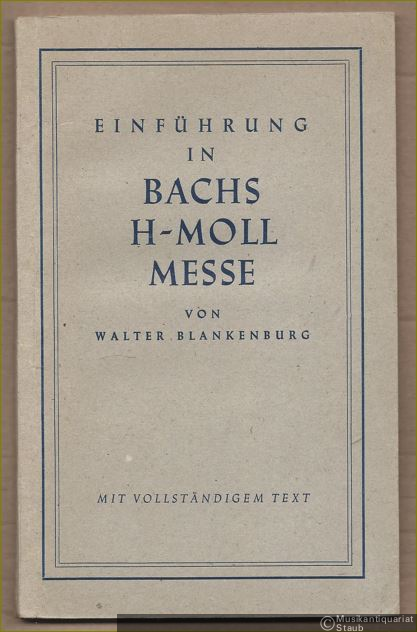 EINFÜHRUNG
IN
BACHS
H-MOLL
MESSE
VON
WALTER BLANKENBURG
MIT VOLLSTÄNDIGEM TEXT
© Musikantiquariat
Staub